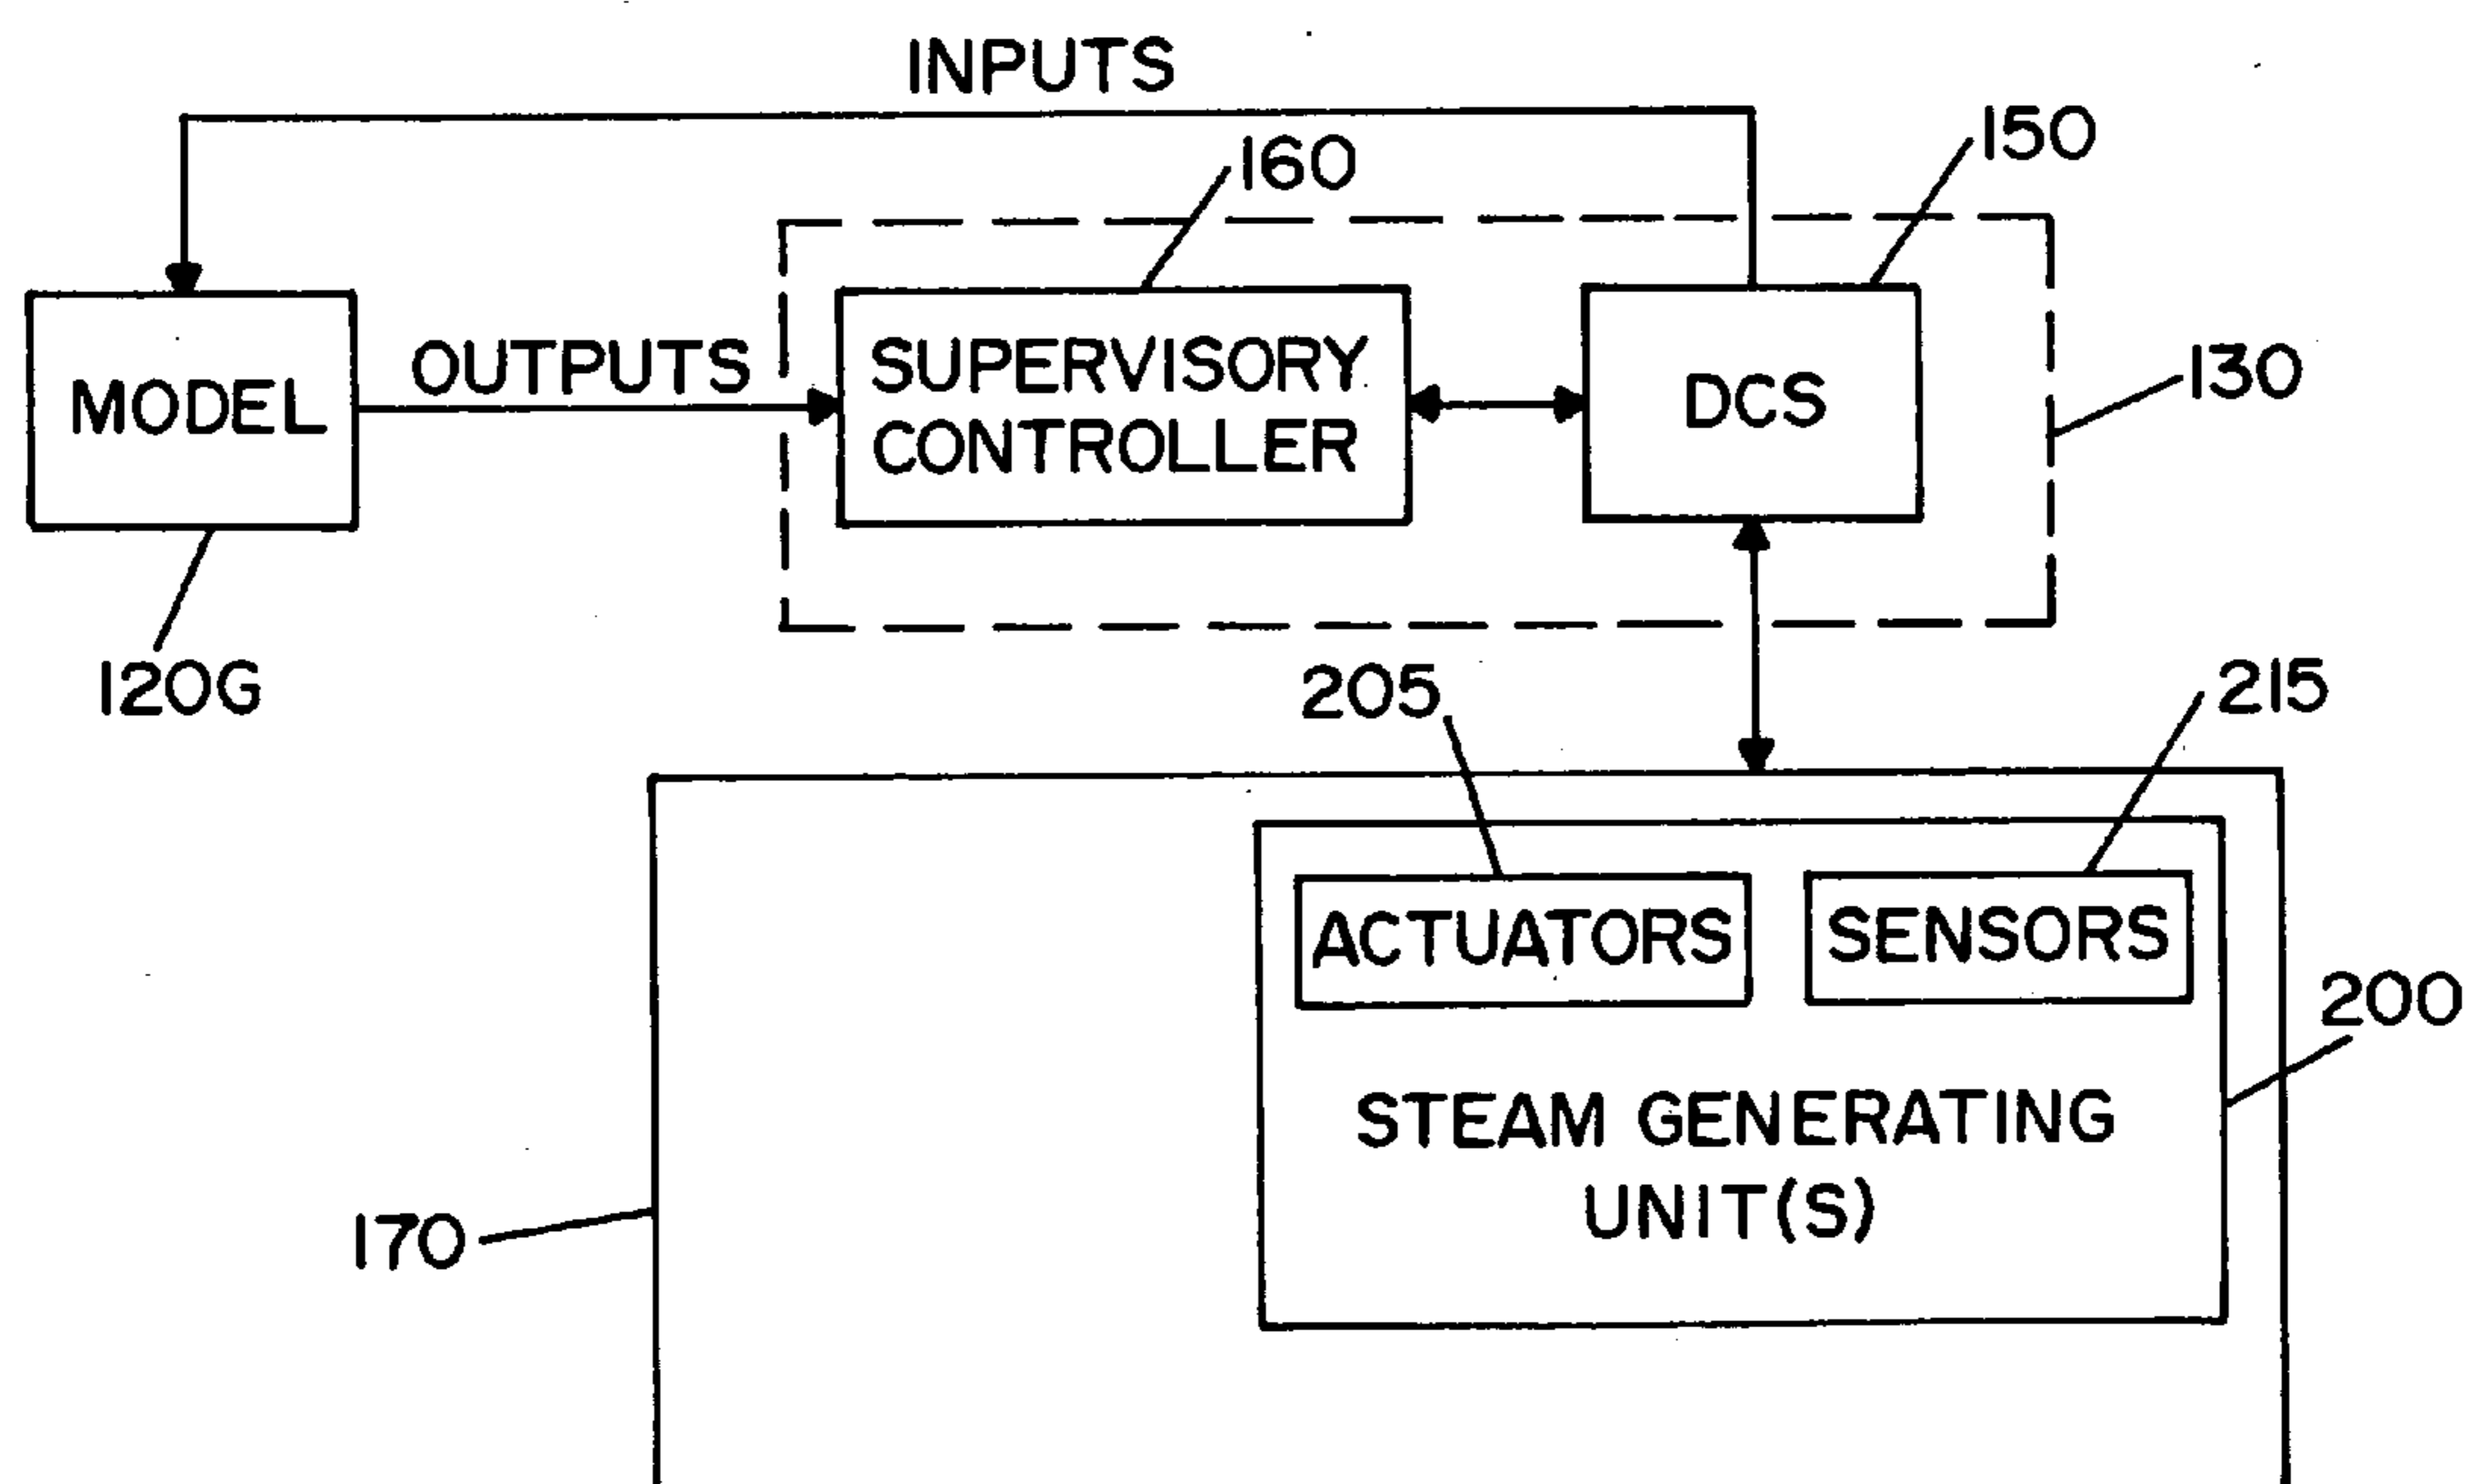 INPUTS
150
160
130
MODEL
OUTPUTS
SUPERVISORY
CONTROLLER
DCS
120G
205
215
ACTUATORS
SENSORS
200
STEAM GENERATING
UNIT(S)
170